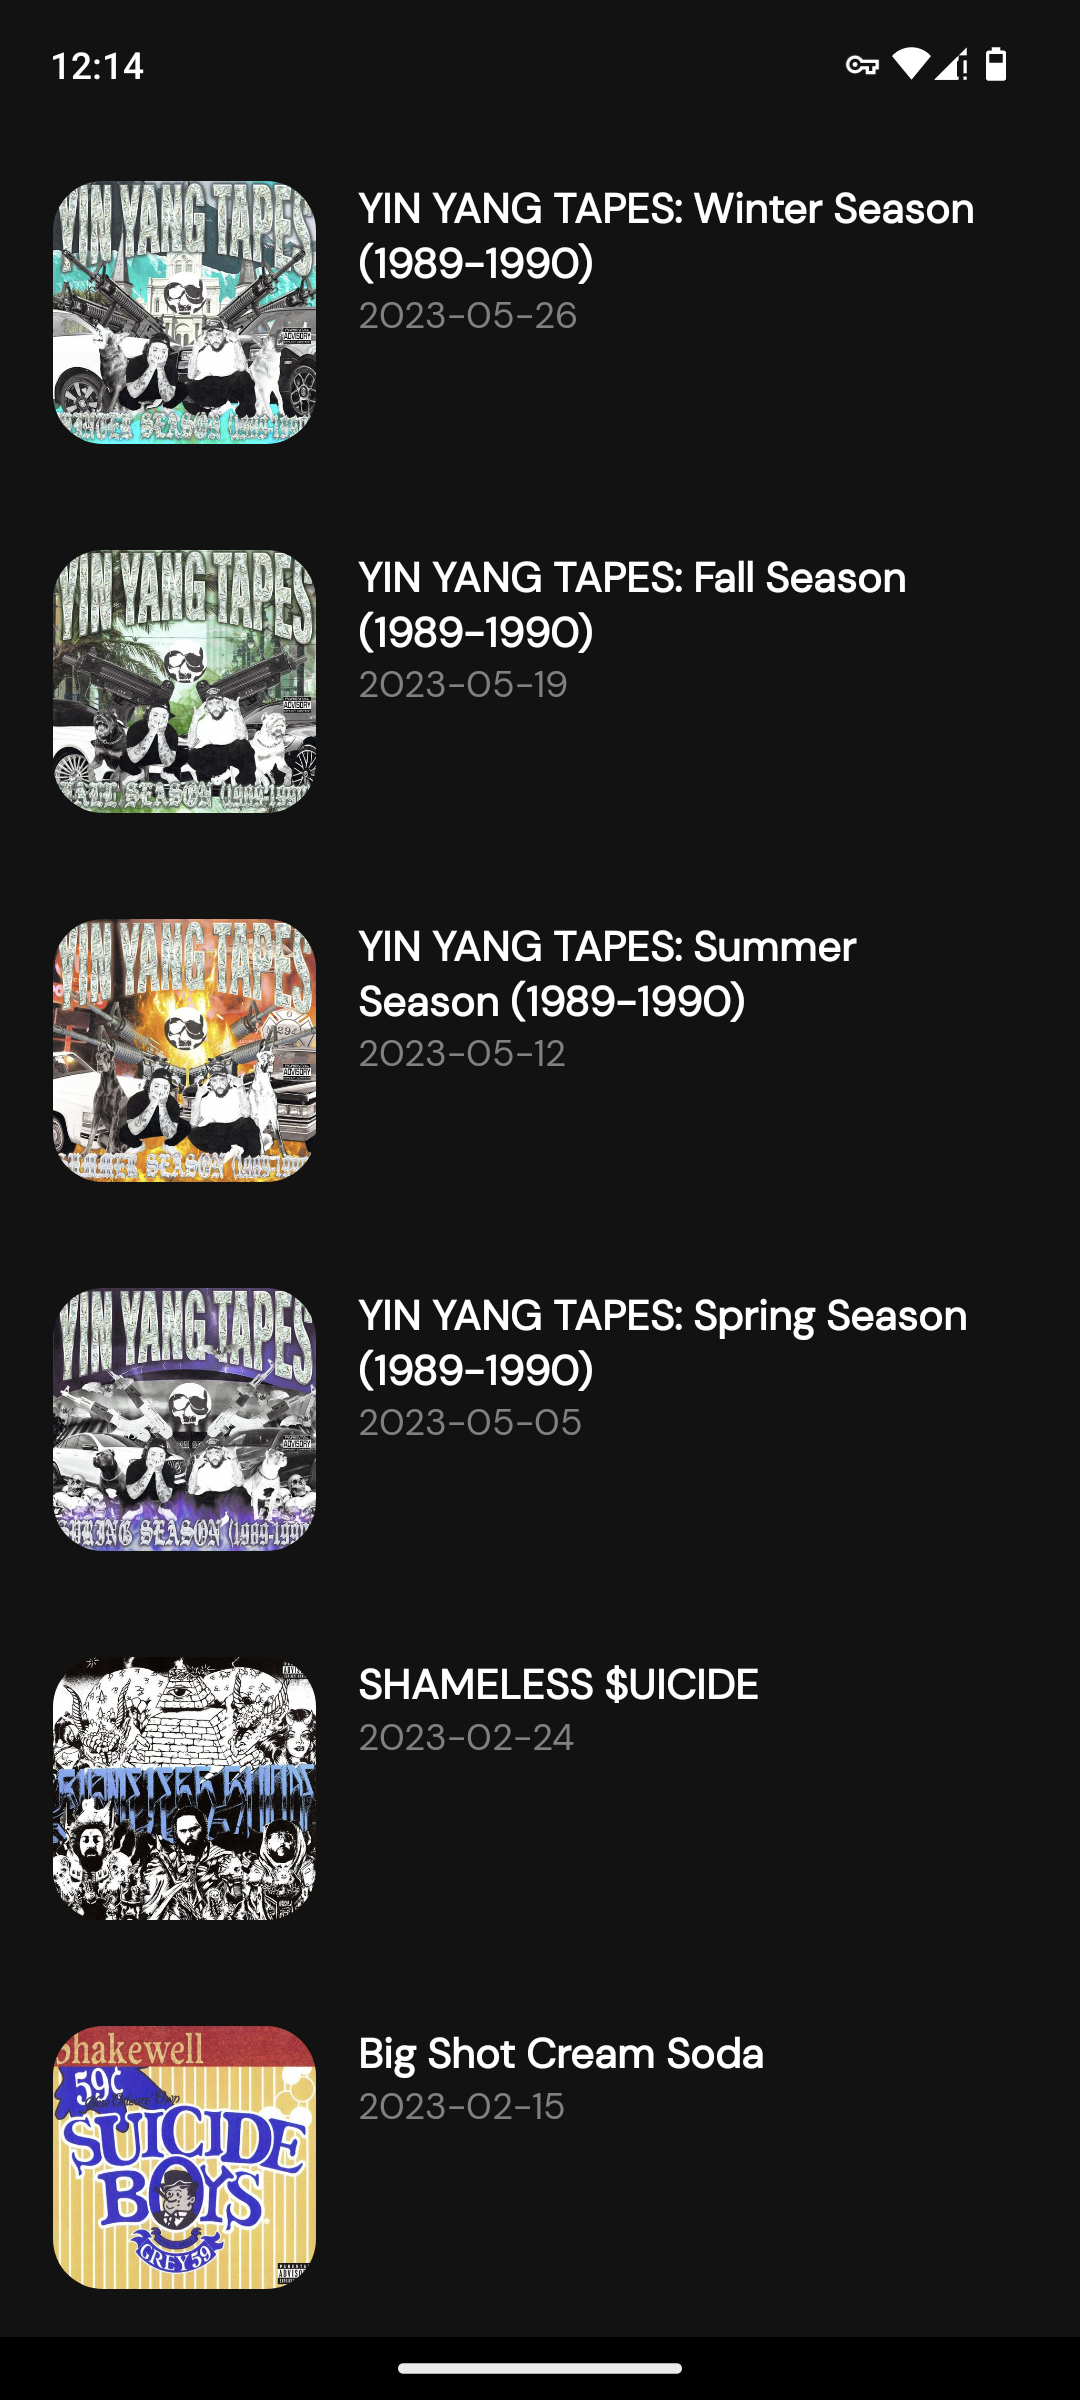 12:14
YIN YANG TAPES
WINTER SEASON (1989-1990
YIN YANG TAPES: Winter Season
(1989-1990)
2023-05-26
YIN YANG TAPES
FALL SEASON (1989-1990
YIN YANG TAPES: Fall Season
(1989-1990)
2023-05-19
YIN YANG TAPES
SUMMER SEASON (1989-1990
YIN YANG TAPES: Summer
Season (1989-1990)
2023-05-12
YIN YANG TAPES
SPRING SEASON (1989-1990
YIN YANG TAPES: Spring Season
(1989-1990)
2023-05-05
SHAMELESS $UICIDE
2023-02-24
Shakewell
59¢
SUICIDE
BOYS
GREY59
Big Shot Cream Soda
2023-02-15